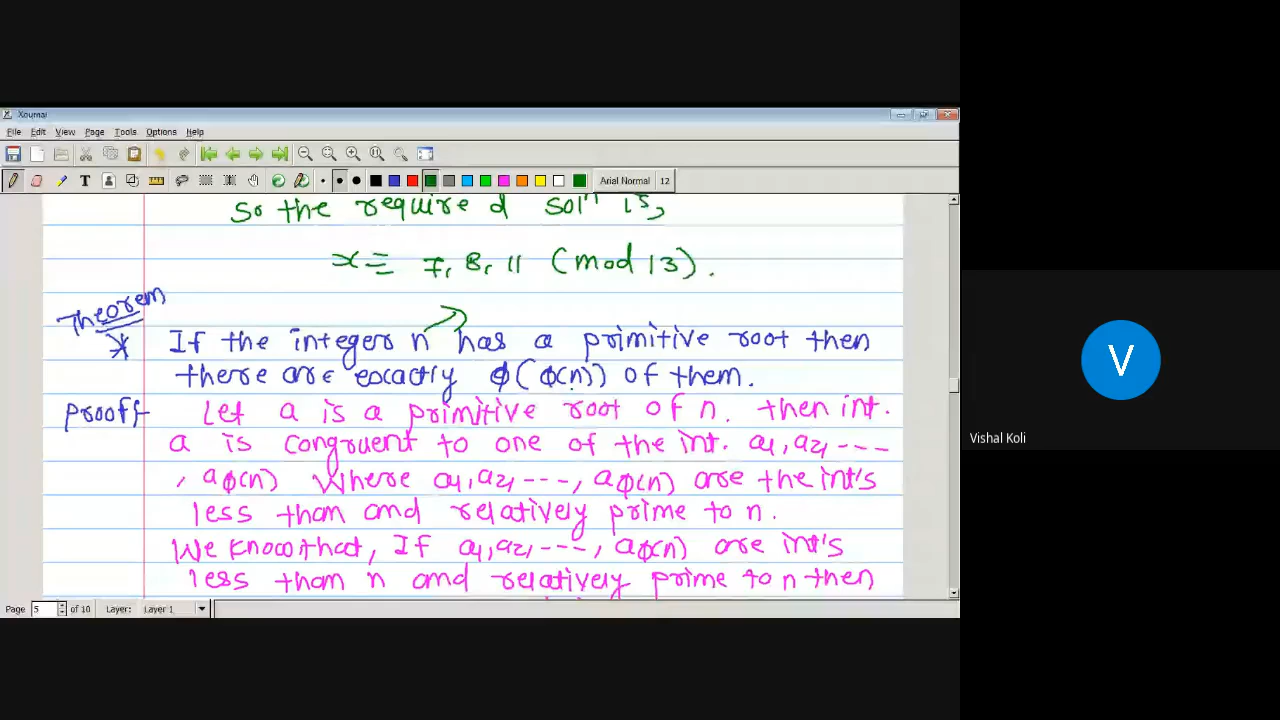 Xournal
File Edit View Page Tools Options Help
T
Arial Normal 12
So the required solⁿ is,
x ≡ 7, 8, 11 (mod 13).
Theorem
* If the integer n has a primitive root then
there are exactly ϕ(ϕ(n)) of them.
prooff Let a is a primitive root of n. then int.
a is congruent to one of the int. a1, a2, ---
, aϕ(n) where a1, a2, ---, aϕ(n) are the int's
less than and relatively prime to n.
We know that, If a1, a2, ---, aϕ(n) are int's
less than n and relatively prime to n then
Page 5 of 10 Layer: Layer 1
V
Vishal Koli